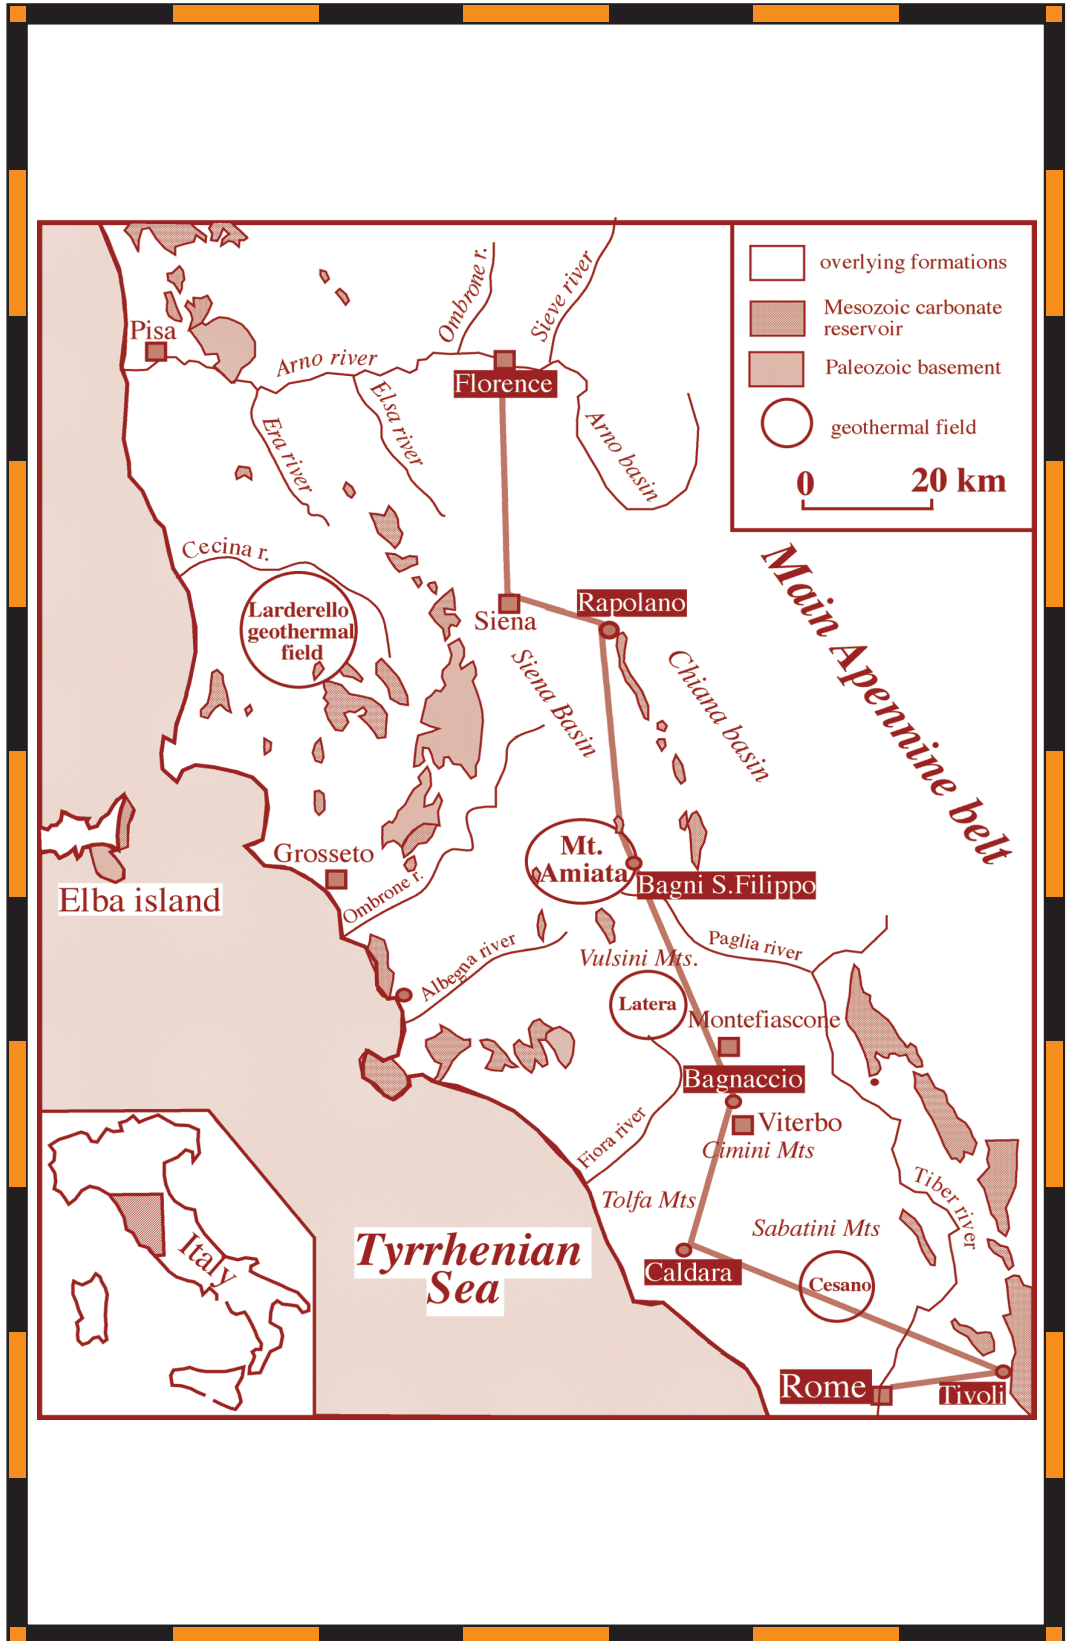 overlying formations
Mesozoic carbonate
reservoir
Paleozoic basement
geothermal field
0
20 km
Ombrone r.
Sieve river
Pisa
Arno river
Florence
Elsa river
Era river
Arno basin
Cecina r.
Main Apennine belt
Larderello
geothermal
field
Siena
Rapolano
Siena Basin
Chiana basin
Mt.
Amiata
Grosseto
Bagni S.Filippo
Elba island
Ombrone r.
Albegna river
Vulsini Mts.
Paglia river
Latera
Montefiascone
Bagnaccio
Viterbo
Cimini Mts
Fiora river
Tolfa Mts
Tiber river
Sabatini Mts
Tyrrhenian
Sea
Italy
Caldara
Cesano
Rome
Tivoli